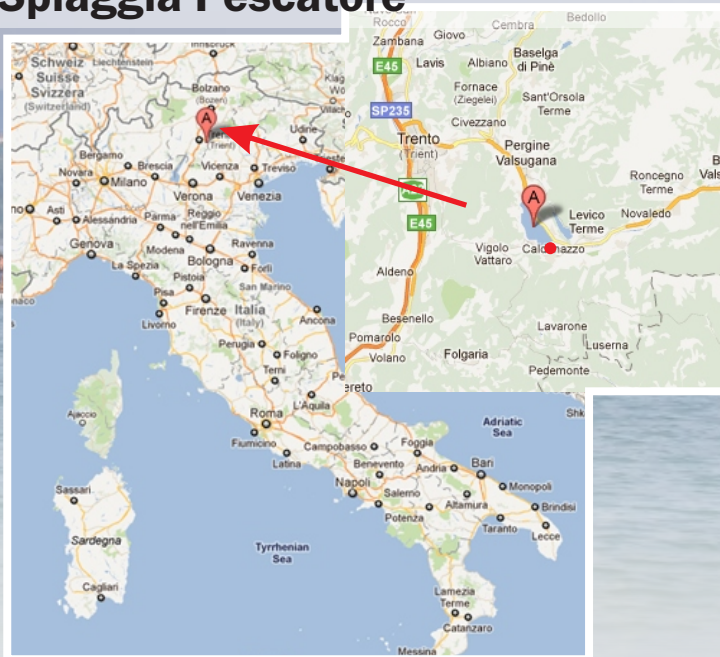 Spiaggia Pescatore
Innsbruck
Schweiz
Suisse
Svizzera
(Switzerland)
Liechtenstein
Bolzano
(Bozen)
A
(Trient)
Udine
Bergamo
Brescia
Vicenza
Treviso
Novara
Milano
Verona
Venezia
Asti
Alessandria
Parma
Reggio
nell'Emilia
Genova
Modena
Bologna
Ravenna
La Spezia
Forlì
Pistoia
San Marino
Pisa
Firenze
Italia
(Italy)
Livorno
Ancona
Perugia
Foligno
Terni
L'Aquila
Ajaccio
Roma
Adriatic
Sea
Fiumicino
Campobasso
Foggia
Latina
Benevento
Andria
Bari
Napoli
Salerno
Monopoli
Sassari
Altamura
Brindisi
Potenza
Taranto
Lecce
Sardegna
Tyrrhenian
Sea
Cagliari
Lamezia
Terme
Catanzaro
Messina
Rocco
Cembra
Bedollo
Zambana
Giovo
E45
Lavis
Albiano
Baselga
di Pinè
Fornace
(Ziegelei)
Sant'Orsola
Terme
SP235
Civezzano
Trento
(Trient)
Pergine
Valsugana
Roncegno
Terme
A
E45
Levico
Terme
Novaledo
Vigolo
Vattaro
Aldeno
Besenello
Lavarone
Pomarolo
Luserna
Volano
Folgaria
Pedemonte